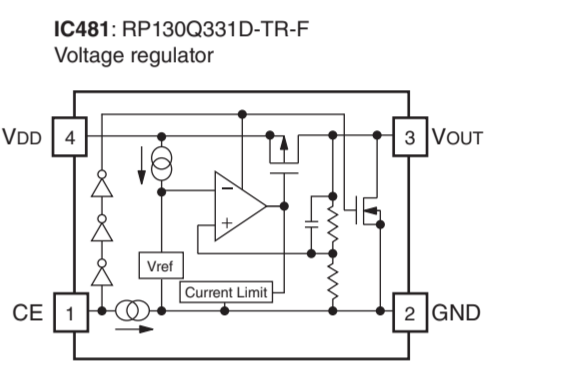 IC481: RP130Q331D-TR-F
Voltage regulator
VDD 4
3 VOUT
−
+
Vref
Current Limit
CE 1
2 GND